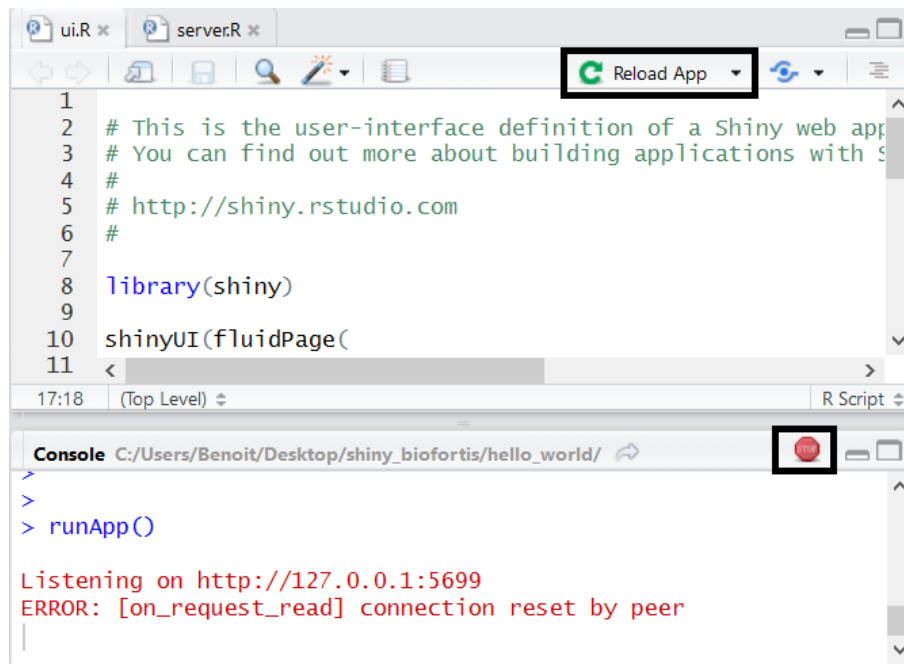 ui.R × server.R ×
Reload App
1
2 # This is the user-interface definition of a Shiny web app
3 # You can find out more about building applications with S
4 #
5 # http://shiny.rstudio.com
6 #
7
8 library(shiny)
9
10 shinyUI(fluidPage(
11
17:18 (Top Level) R Script
Console C:/Users/Benoit/Desktop/shiny_biofortis/hello_world/ STOP
>
>
> runApp()
Listening on http://127.0.0.1:5699
ERROR: [on_request_read] connection reset by peer